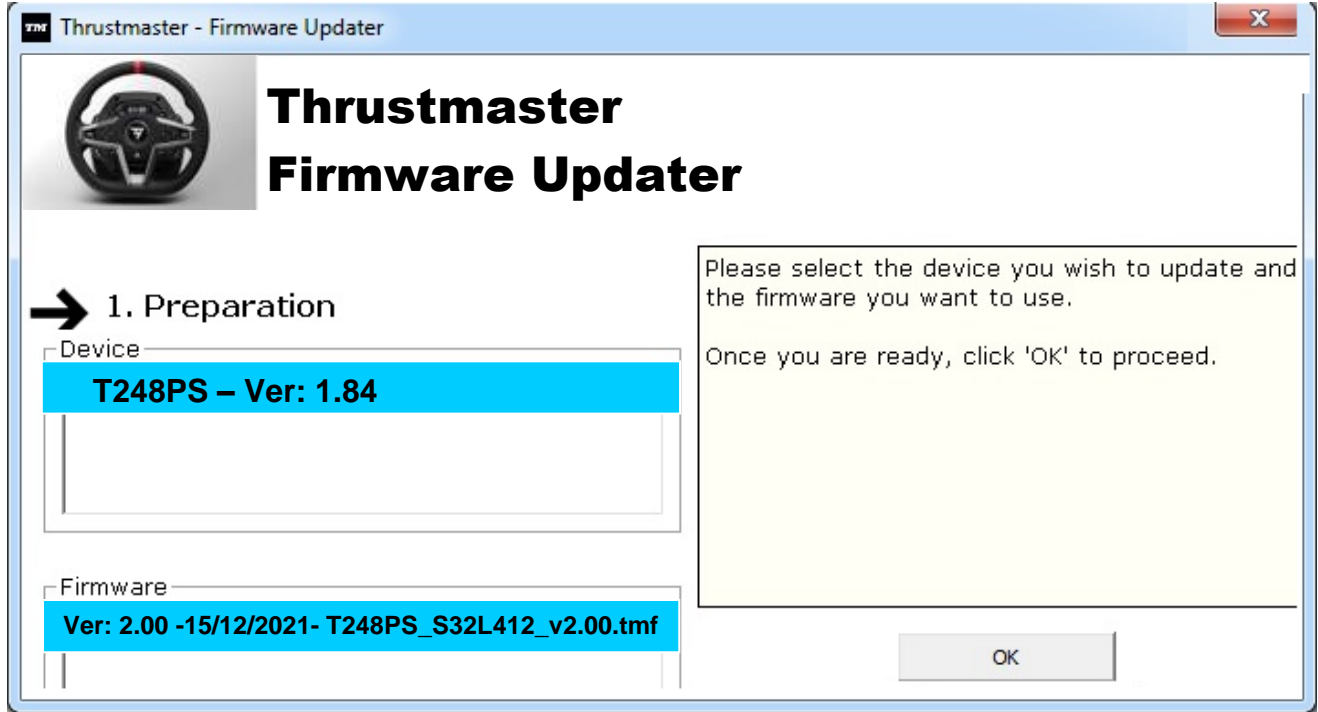 TM Thrustmaster - Firmware Updater
X
Thrustmaster
Firmware Updater
1. Preparation
Device
T248PS – Ver: 1.84
Please select the device you wish to update and
the firmware you want to use.
Once you are ready, click 'OK' to proceed.
Firmware
Ver: 2.00 -15/12/2021- T248PS_S32L412_v2.00.tmf
OK